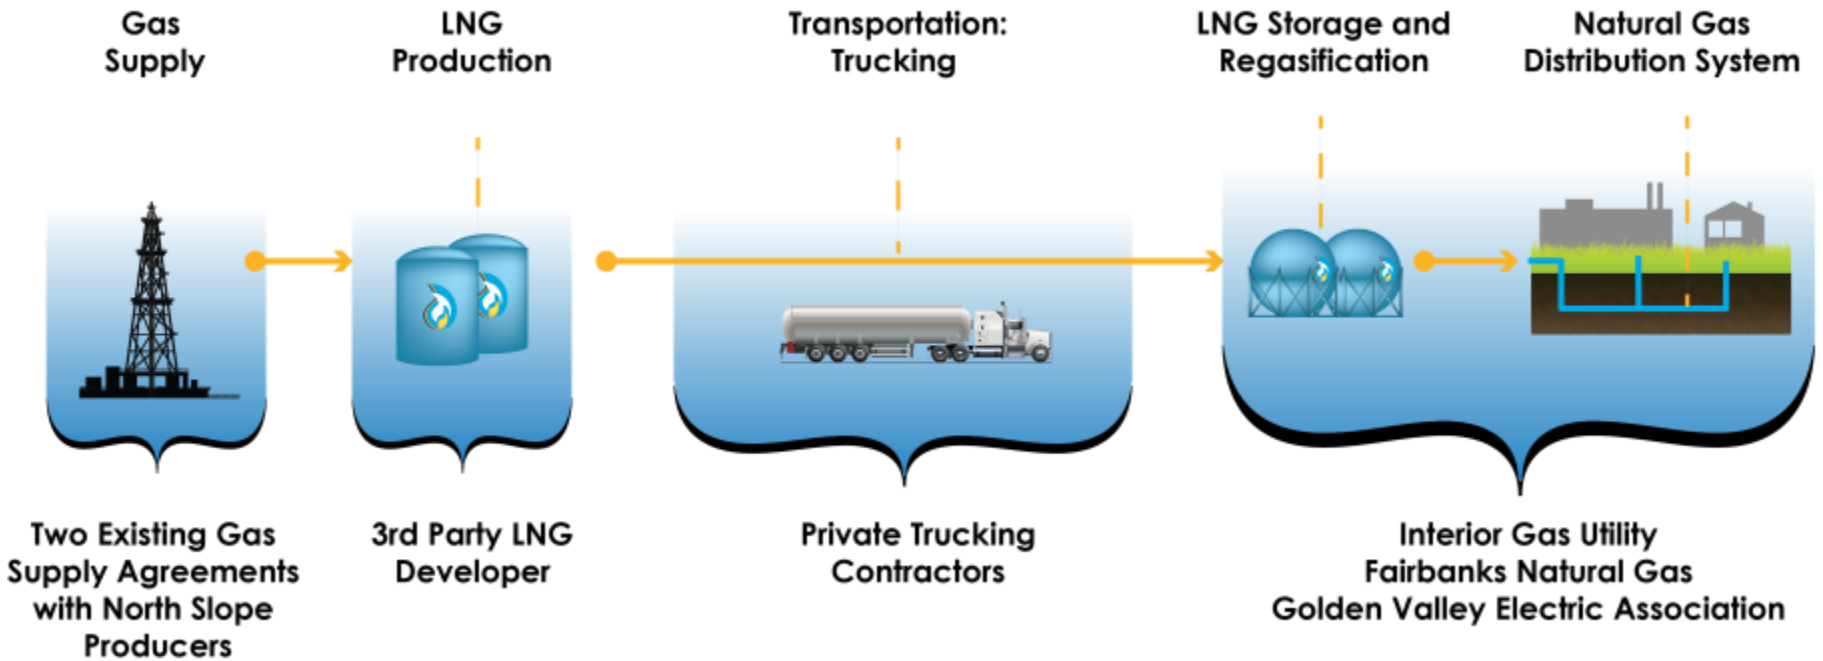 Gas
Supply
LNG
Production
Transportation:
Trucking
LNG Storage and
Regasification
Natural Gas
Distribution System
Two Existing Gas
Supply Agreements
with North Slope
Producers
3rd Party LNG
Developer
Private Trucking
Contractors
Interior Gas Utility
Fairbanks Natural Gas
Golden Valley Electric Association